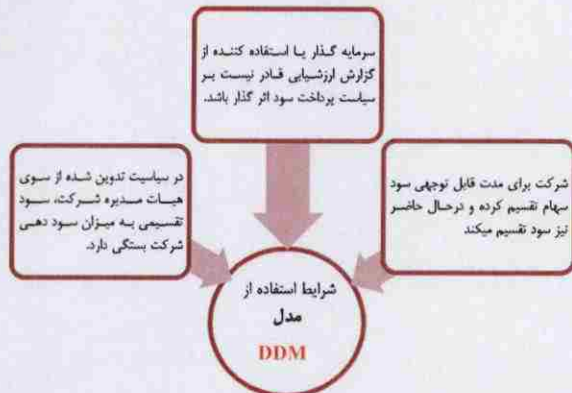 سرمایه گذار یا استفاده کننده از
گزارش ارزشیابی قادر نیست بر
سیاست پرداخت سود اثر گذار باشد.
شرکت برای مدت قابل توجهی سود
سهام تقسیم کرده و درحال حاضر
نیز سود تقسیم میکند
در سیاسیت تدوین شده از سوی
هیات مدیره شرکت، سود
تقسیمی به میزان سود دهی
شرکت بستگی دارد.
شرایط استفاده از
مدل
DDM